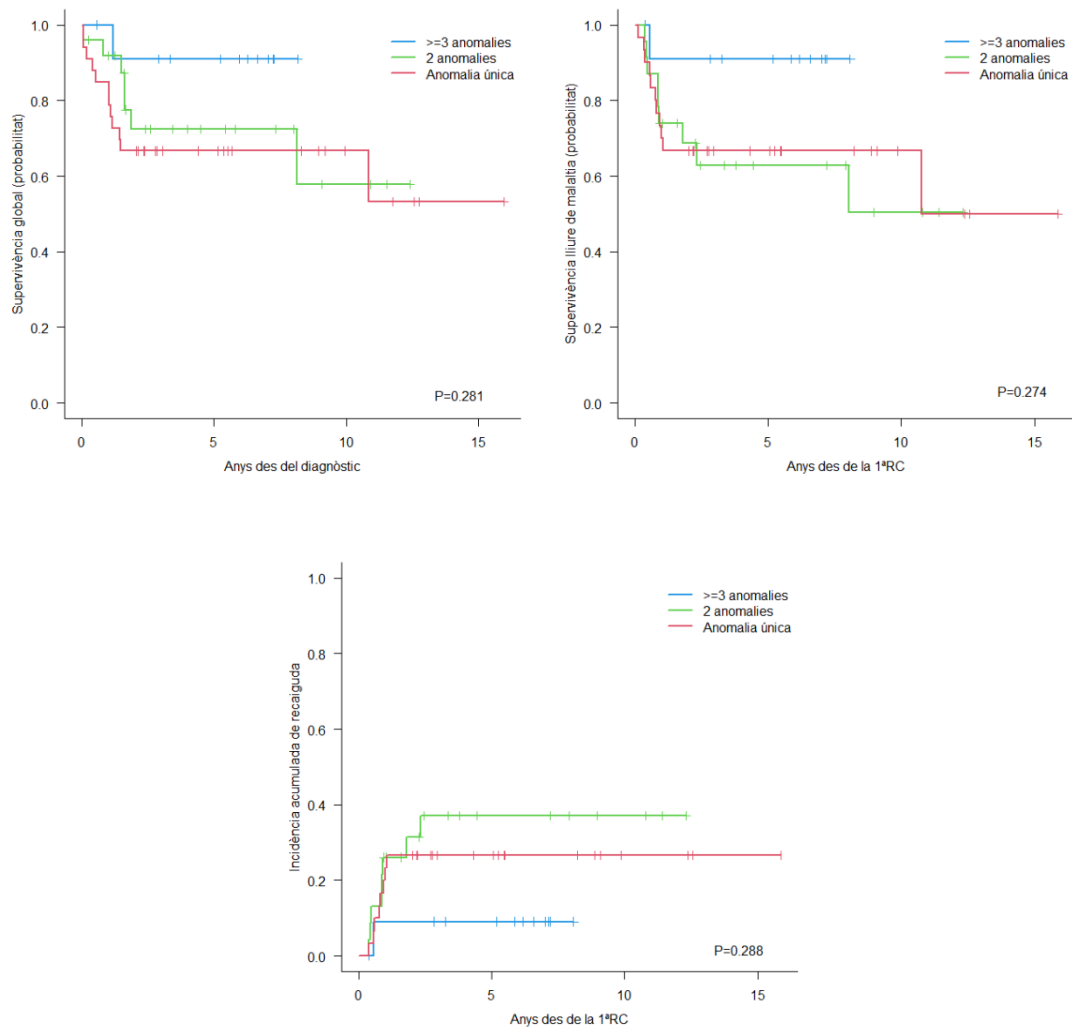 Supervivència global (probabilitat)
1.0
0.8
0.6
0.4
0.2
0.0
>=3 anomalies
2 anomalies
Anomalia única
P=0.281
0 5 10 15
Anys des del diagnòstic
Supervivència lliure de malaltia (probabilitat)
1.0
0.8
0.6
0.4
0.2
0.0
>=3 anomalies
2 anomalies
Anomalia única
P=0.274
0 5 10 15
Anys des de la 1ªRC
Incidència acumulada de recaiguda
1.0
0.8
0.6
0.4
0.2
0.0
>=3 anomalies
2 anomalies
Anomalia única
P=0.288
0 5 10 15
Anys des de la 1ªRC